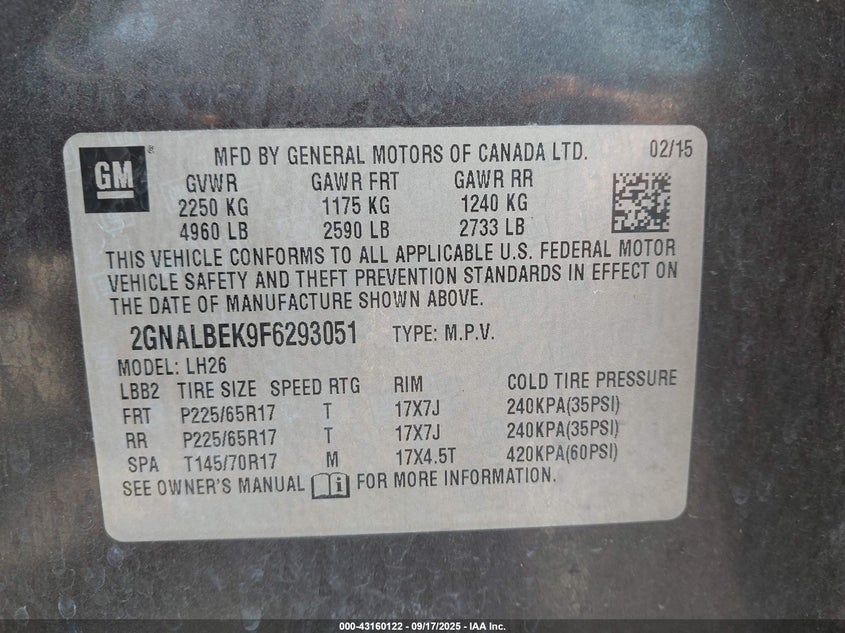 GM
MFD BY GENERAL MOTORS OF CANADA LTD. 02/15
GVWR GAWR FRT GAWR RR
2250 KG 1175 KG 1240 KG
4960 LB 2590 LB 2733 LB
THIS VEHICLE CONFORMS TO ALL APPLICABLE U.S. FEDERAL MOTOR
VEHICLE SAFETY AND THEFT PREVENTION STANDARDS IN EFFECT ON
THE DATE OF MANUFACTURE SHOWN ABOVE.
2GNALBEK9F6293051 TYPE: M.P.V.
MODEL: LH26
LBB2 TIRE SIZE SPEED RTG RIM COLD TIRE PRESSURE
FRT P225/65R17 T 17X7J 240KPA(35PSI)
RR P225/65R17 T 17X7J 240KPA(35PSI)
SPA T145/70R17 M 17X4.5T 420KPA(60PSI)
SEE OWNER'S MANUAL i FOR MORE INFORMATION.
000-43160122 - 09/17/2025 - IAA Inc.